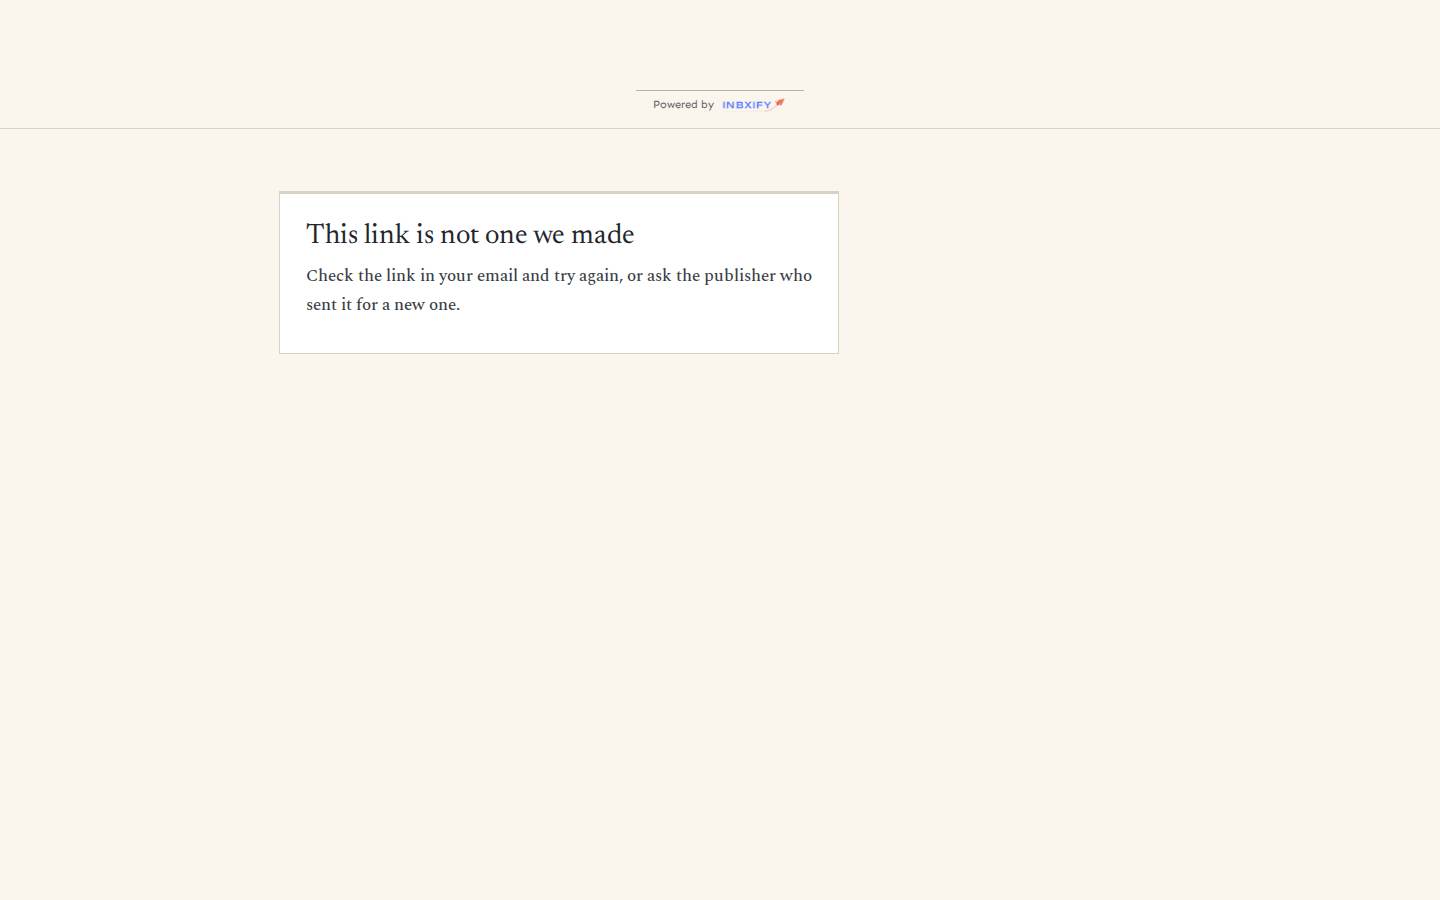 Powered by INBXIFY
This link is not one we made
Check the link in your email and try again, or ask the publisher who
sent it for a new one.